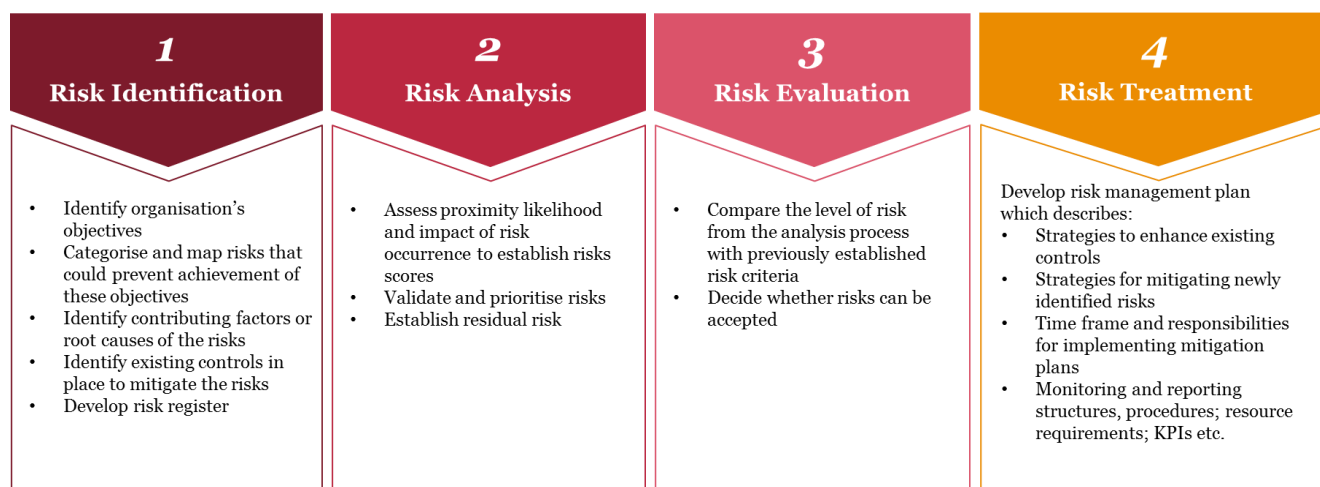 1
Risk Identification
• Identify organisation's
objectives
• Categorise and map risks that
could prevent achievement of
these objectives
• Identify contributing factors or
root causes of the risks
• Identify existing controls in
place to mitigate the risks
• Develop risk register
2
Risk Analysis
• Assess proximity likelihood
and impact of risk
occurrence to establish risks
scores
• Validate and prioritise risks
• Establish residual risk
3
Risk Evaluation
• Compare the level of risk
from the analysis process
with previously established
risk criteria
• Decide whether risks can be
accepted
4
Risk Treatment
Develop risk management plan
which describes:
• Strategies to enhance existing
controls
• Strategies for mitigating newly
identified risks
• Time frame and responsibilities
for implementing mitigation
plans
• Monitoring and reporting
structures, procedures; resource
requirements; KPIs etc.